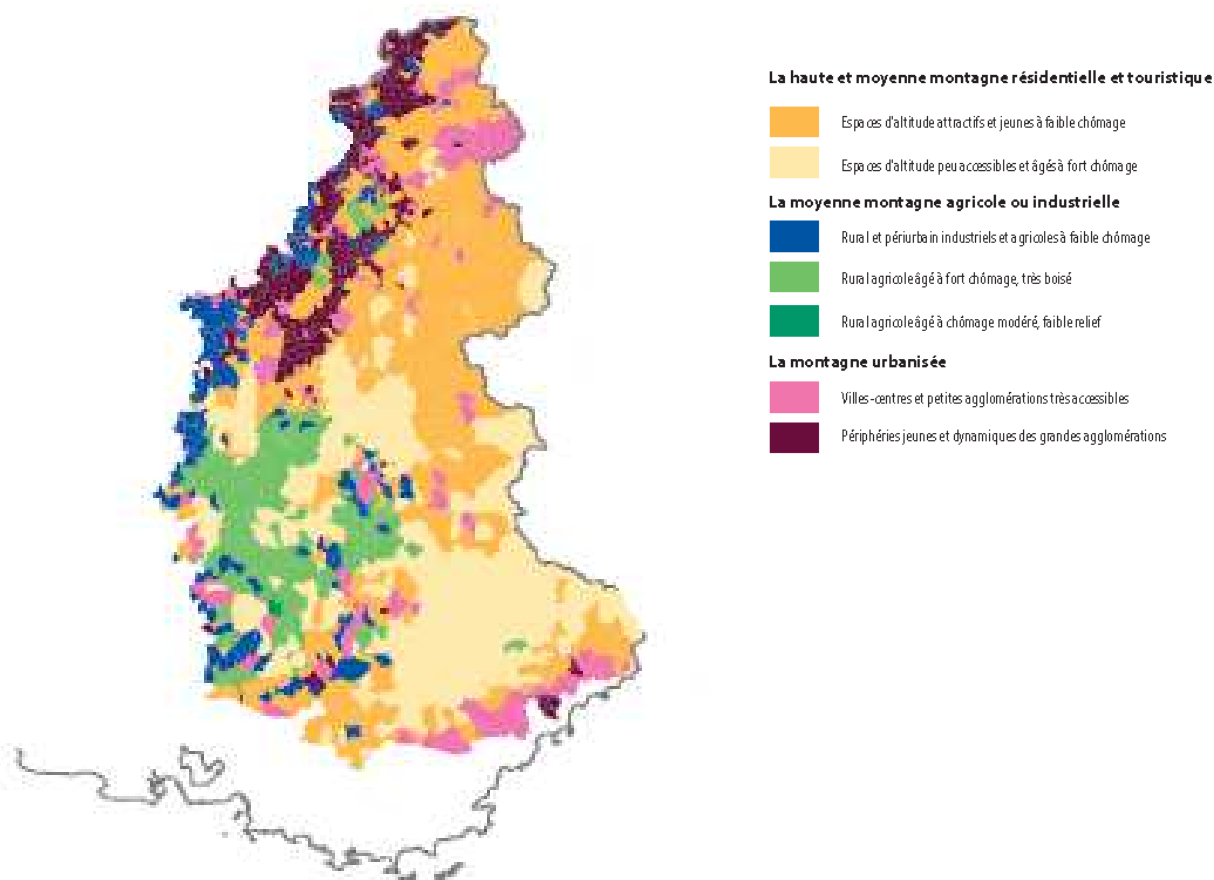 La haute et moyenne montagne résidentielle et touristique
Espaces d'altitude attractifs et jeunes à faible chômage
Espaces d'altitude peu accessibles et âgés à fort chômage
La moyenne montagne agricole ou industrielle
Rural et périurbain industriels et agricoles à faible chômage
Rural agricole âgé à fort chômage, très boisé
Rural agricole âgé à chômage modéré, faible relief
La montagne urbanisée
Villes-centres et petites agglomérations très accessibles
Périphéries jeunes et dynamiques des grandes agglomérations